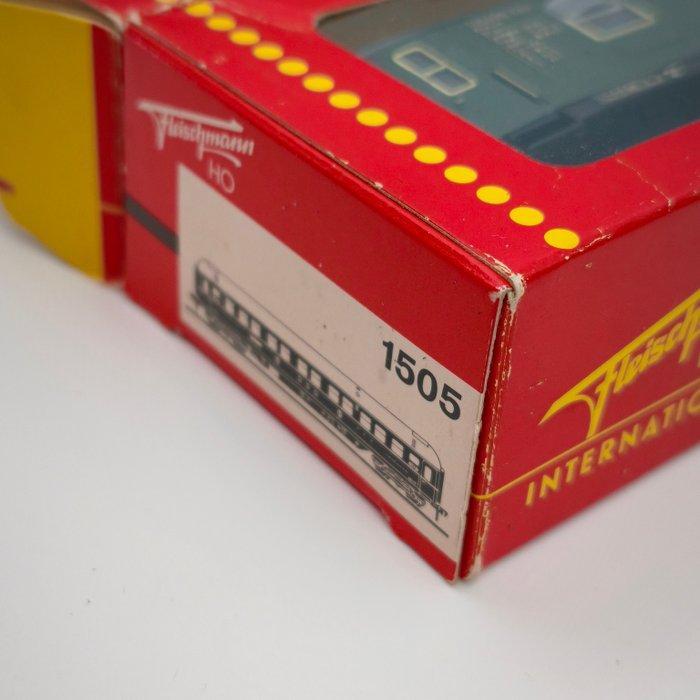 Fleischmann
HO
1505
Fleischm
INTERNATIO